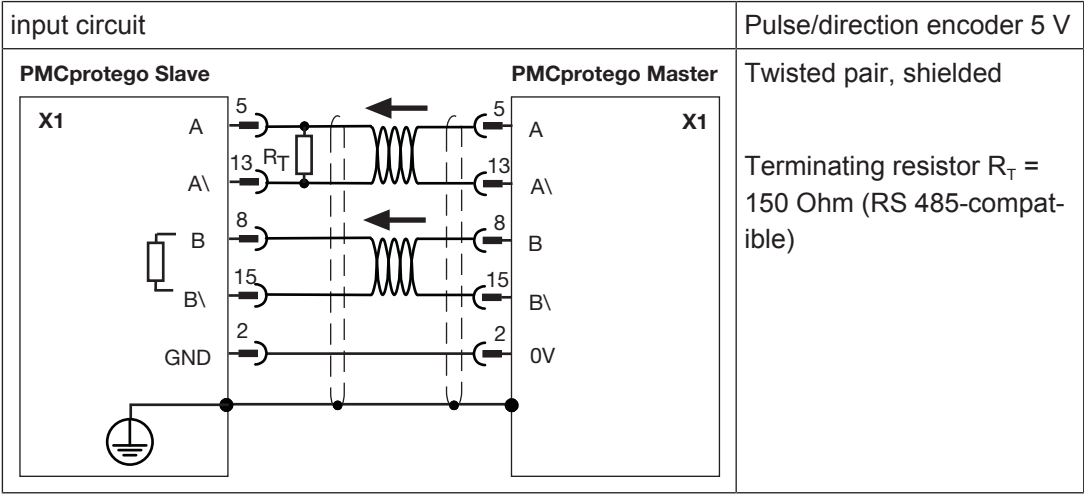 input circuit
Pulse/direction encoder 5 V
PMCprotego Slave
PMCprotego Master
X1
X1
5
A
5
A
13
RT
A\
13
A\
8
B
8
B
15
B\
15
B\
2
GND
2
0V
Twisted pair, shielded
Terminating resistor RT =
150 Ohm (RS 485-compat-
ible)